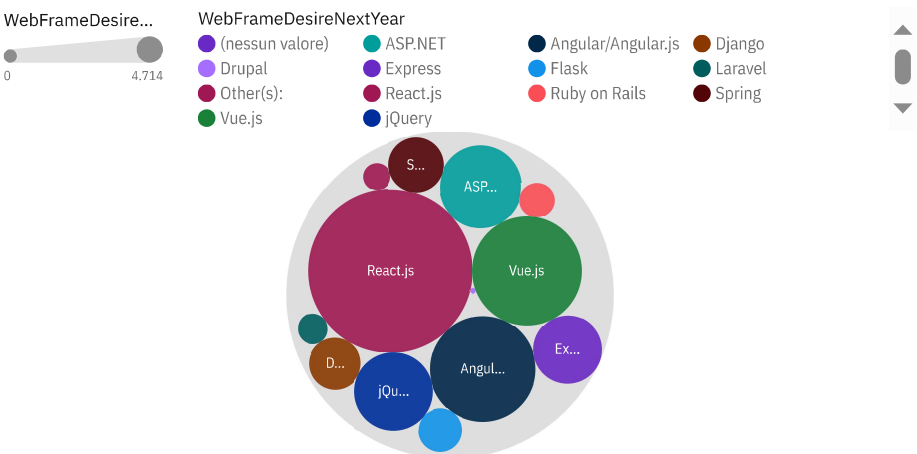 WebFrameDesire...
0 4.714
WebFrameDesireNextYear
(nessun valore) ASP.NET Angular/Angular.js Django
Drupal Express Flask Laravel
Other(s): React.js Ruby on Rails Spring
Vue.js jQuery
S...
ASP...
React.js
Vue.js
Ex...
D...
Angul...
jQu...